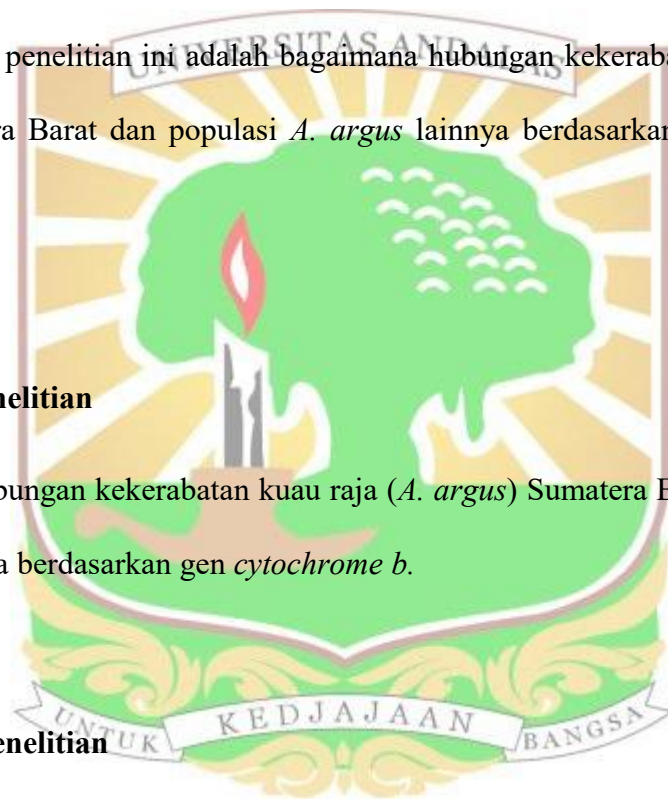 UNIVERSITAS ANDALAS
penelitian ini adalah bagaimana hubungan
ra Barat dan populasi A. argus lainnya berdasarkan
nelitian
bungan kekerabatan kuau raja (A. argus) Sumatera
a berdasarkan gen cytochrome b.
enelitian
UNTUK KEDJAJAAN BANGSA